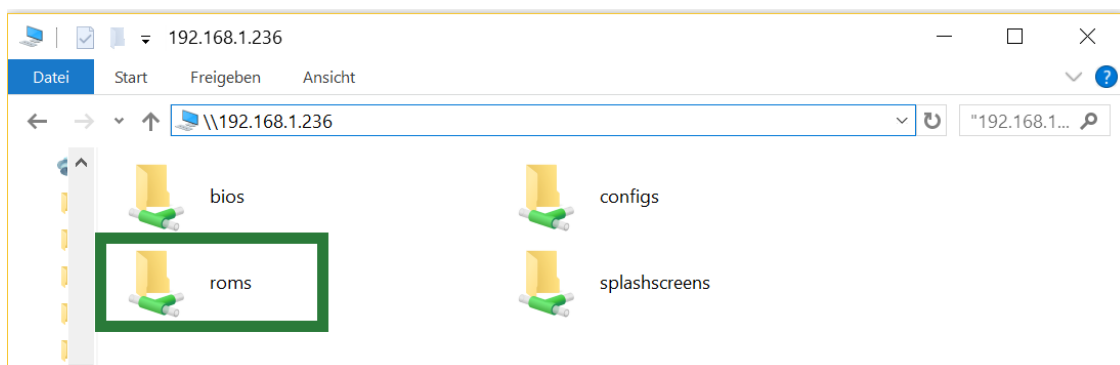 192.168.1.236
Datei Start Freigeben Ansicht ?
\\192.168.1.236 "192.168.1...
bios configs
roms splashscreens